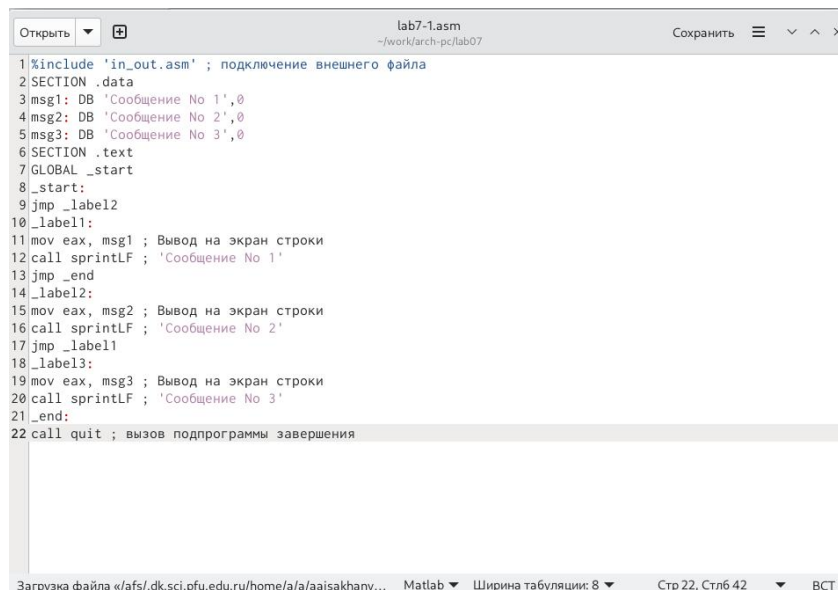 Открыть
lab7-1.asm
~/work/arch-pc/lab07
Сохранить
1 %include 'in_out.asm' ; подключение внешнего файла
2 SECTION .data
3 msg1: DB 'Сообщение No 1',0
4 msg2: DB 'Сообщение No 2',0
5 msg3: DB 'Сообщение No 3',0
6 SECTION .text
7 GLOBAL _start
8 _start:
9 jmp _label2
10 _label1:
11 mov eax, msg1 ; Вывод на экран строки
12 call sprintLF ; 'Сообщение No 1'
13 jmp _end
14 _label2:
15 mov eax, msg2 ; Вывод на экран строки
16 call sprintLF ; 'Сообщение No 2'
17 jmp _label1
18 _label3:
19 mov eax, msg3 ; Вывод на экран строки
20 call sprintLF ; 'Сообщение No 3'
21 _end:
22 call quit ; вызов подпрограммы завершения
Загрузка файла «/afs/.dk.sci.pfu.edu.ru/home/a/a/aaisakhany... Matlab Ширина табуляции: 8 Стр 22, Стлб 42 ВСТ